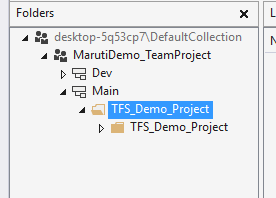 Folders
L
desktop-5q53cp7\DefaultCollection
N
MarutiDemo_TeamProject
Dev
Main
TFS_Demo_Project
TFS_Demo_Project